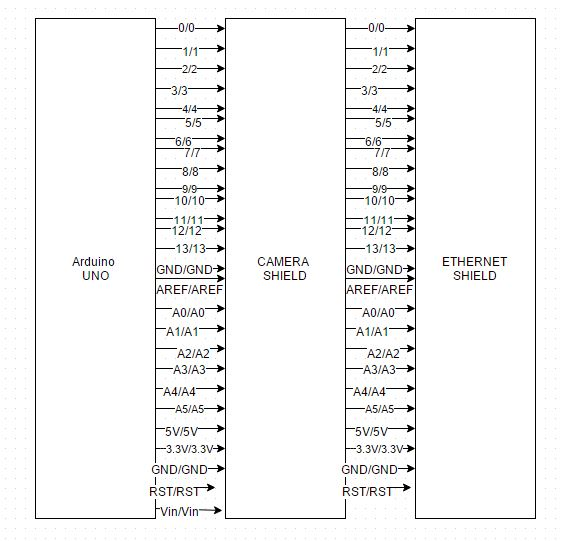 0/0 0/0
1/1 1/1
2/2 2/2
3/3 3/3
4/4 4/4
5/5 5/5
6/6 6/6
7/7 7/7
8/8 8/8
9/9 9/9
10/10 10/10
11/11 11/11
12/12 12/12
13/13 13/13
Arduino CAMERA ETHERNET
UNO SHIELD SHIELD
GND/GND GND/GND
AREF/AREF AREF/AREF
A0/A0 A0/A0
A1/A1 A1/A1
A2/A2 A2/A2
A3/A3 A3/A3
A4/A4 A4/A4
A5/A5 A5/A5
5V/5V 5V/5V
3.3V/3.3V 3.3V/3.3V
GND/GND GND/GND
RST/RST RST/RST
Vin/Vin